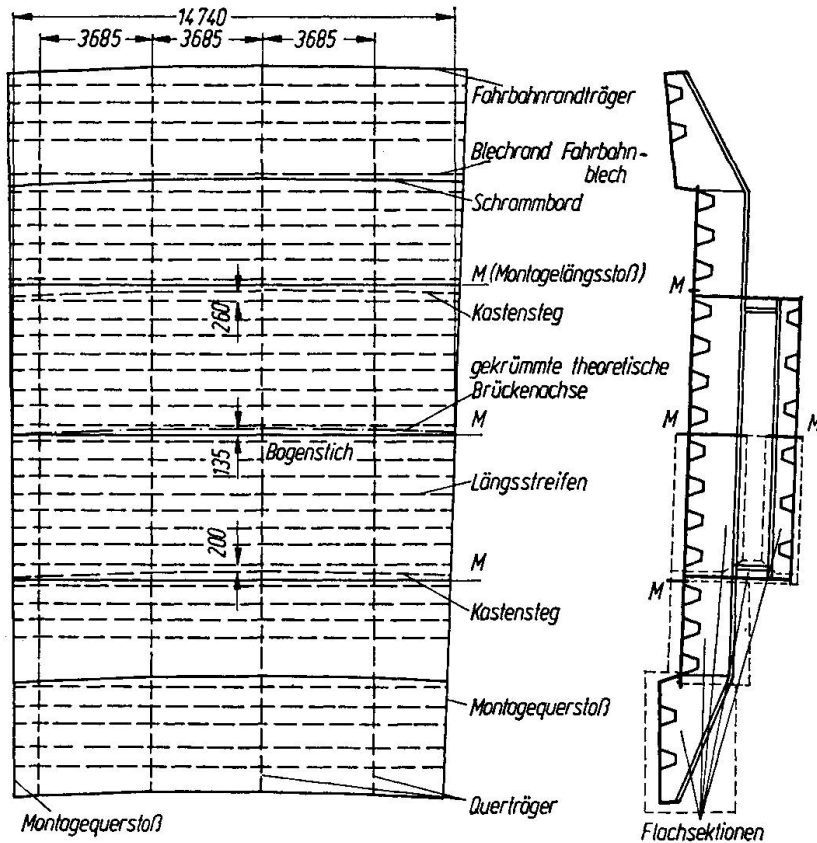 14740
3685 3685 3685
Fahrbahnrandträger
Blechrand Fahrbahn-
blech
Schrammbord
M (Montagelängsstoß)
M
260
Kastensteg
gekrümmte theoretische
Brückenachse
M
M
M
Bogenstich
135
Längsstreifen
200
M
M
Kastensteg
Montagequerstoß
Querträger
Montagequerstoß
Flachsektionen